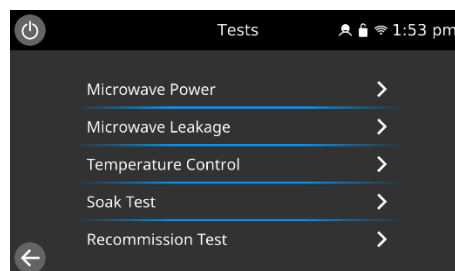 Tests
1:53 pm
Microwave Power
Microwave Leakage
Temperature Control
Soak Test
Recommission Test